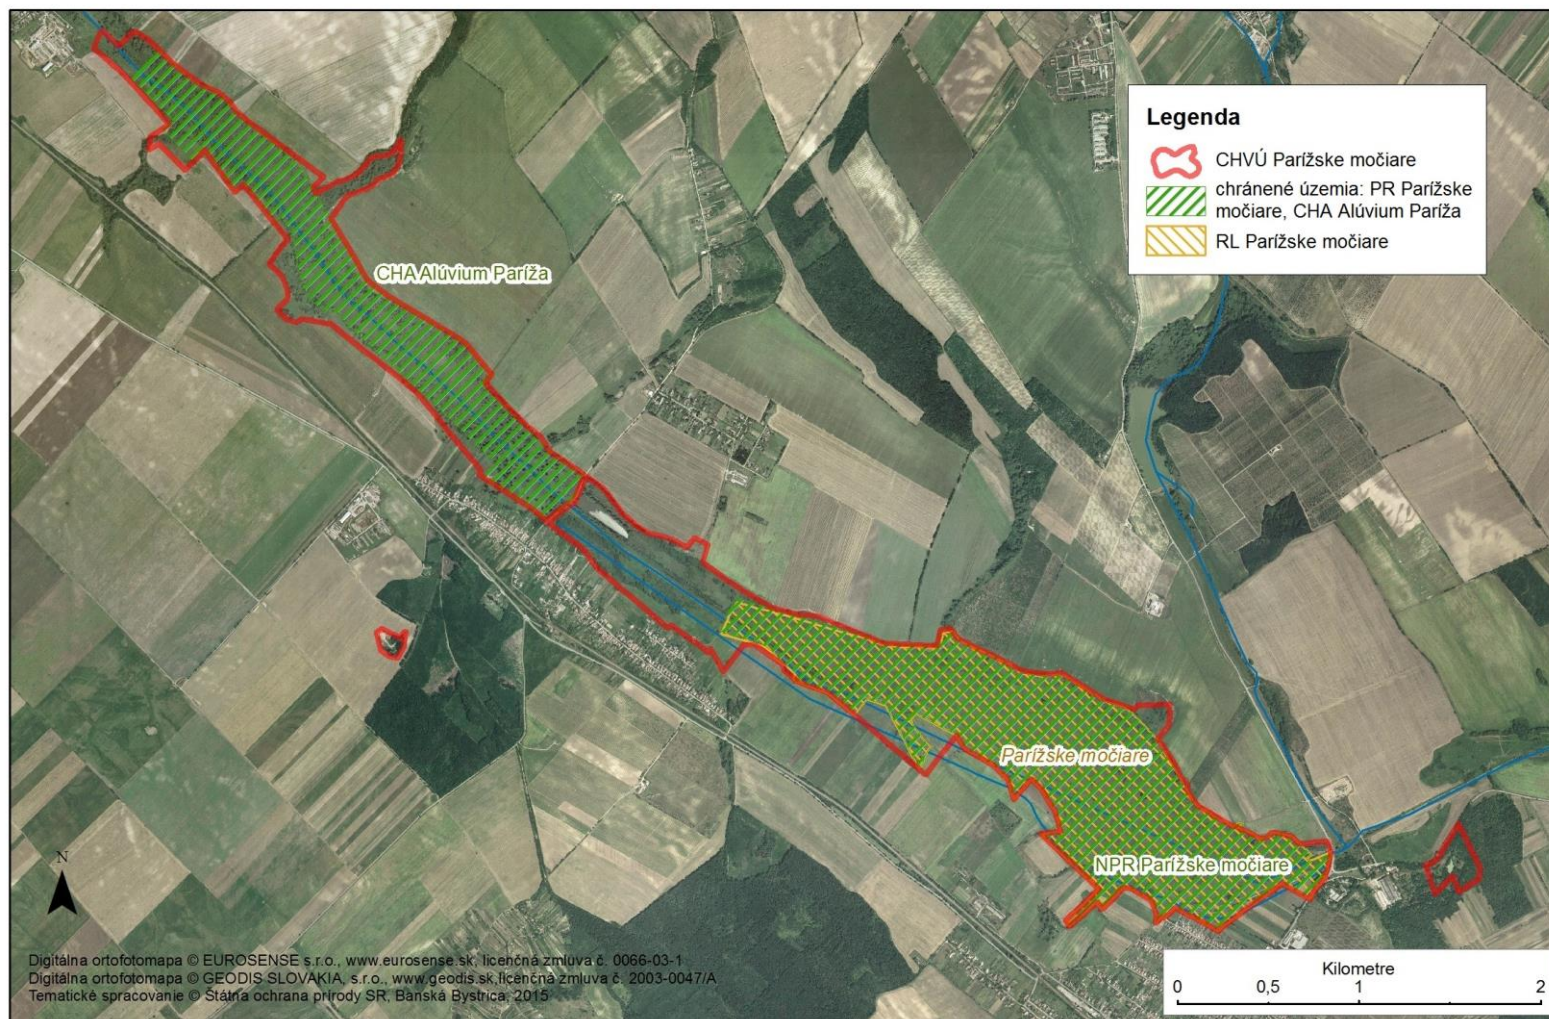 Legenda
CHVÚ Parížske močiare
chránené územia: PR Parížske
močiare, CHA Alúvium Paríža
RL Parížske močiare
CHA Alúvium Paríža
Parížske močiare
NPR Parížske močiare
N
Digitálna ortofotomapa © EUROSENSE s.r.o., www.eurosense.sk, licenčná zmluva č. 0066-03-1
Digitálna ortofotomapa © GEODIS SLOVAKIA, s.r.o., www.geodis.sk,licenčná zmluva č. 2003-0047/A
Tematické spracovanie © Štátna ochrana prírody SR, Banská Bystrica, 2015
Kilometre
0 0,5 1 2